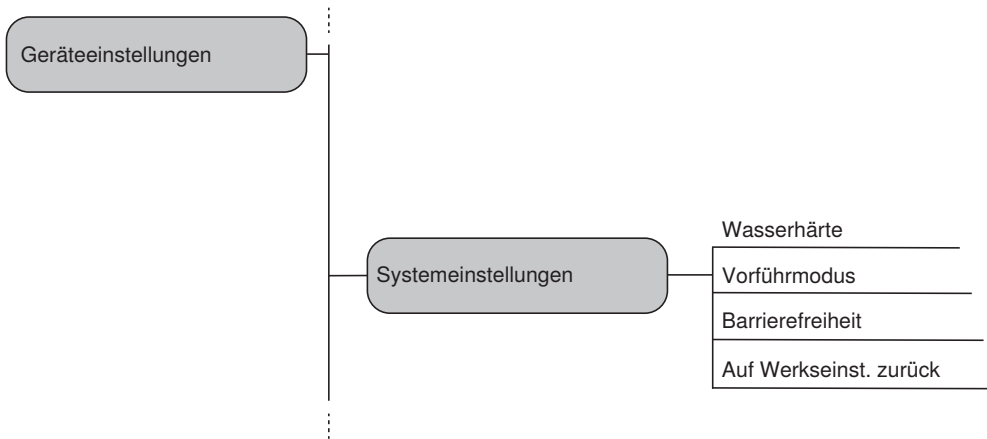 Geräteeinstellungen
Systemeinstellungen
Wasserhärte
Vorführmodus
Barrierefreiheit
Auf Werkseinst. zurück